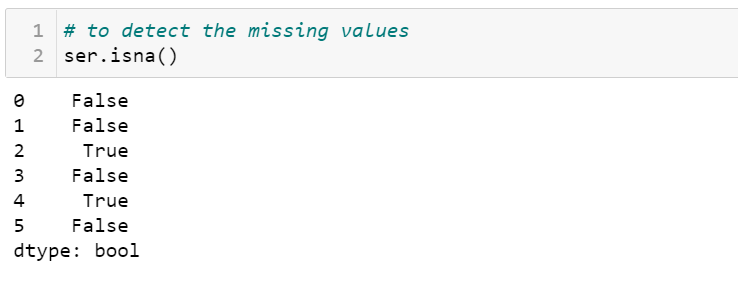 1 # to detect the missing values
2 ser.isna()
0    False
1    False
2     True
3    False
4     True
5    False
dtype: bool